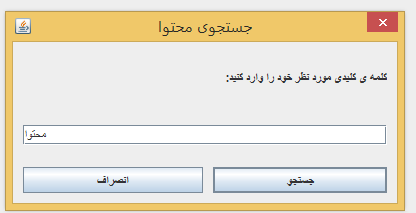 جستجوی محتوا
کلمه ی کلیدی مورد نظر خود را وارد کنید:
محتوا
جستجو
انصراف